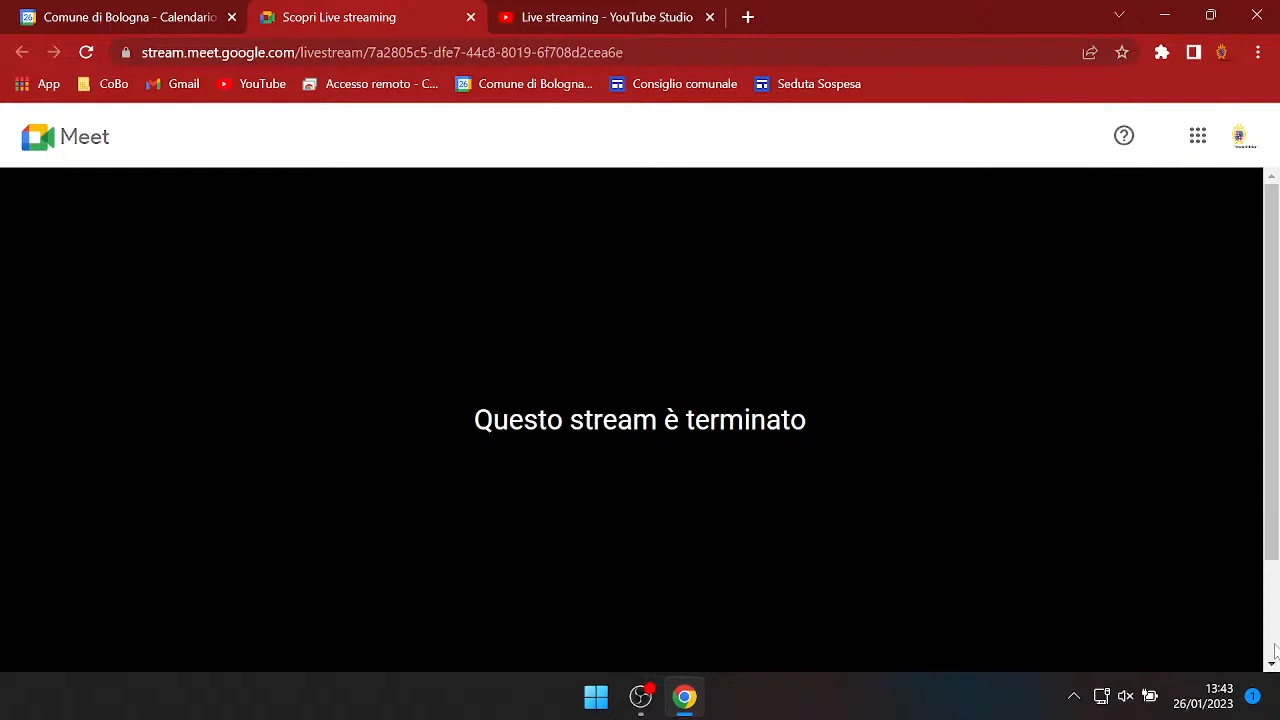 Comune di Bologna - Calendario
Scopri Live streaming
Live streaming - YouTube Studio
stream.meet.google.com/livestream/7a2805c5-dfe7-44c8-8019-6f708d2cea6e
App
CoBo
Gmail
YouTube
Accesso remoto - C...
26
Comune di Bologna...
Consiglio comunale
Seduta Sospesa
Meet
Questo stream è terminato
13:43
26/01/2023
1